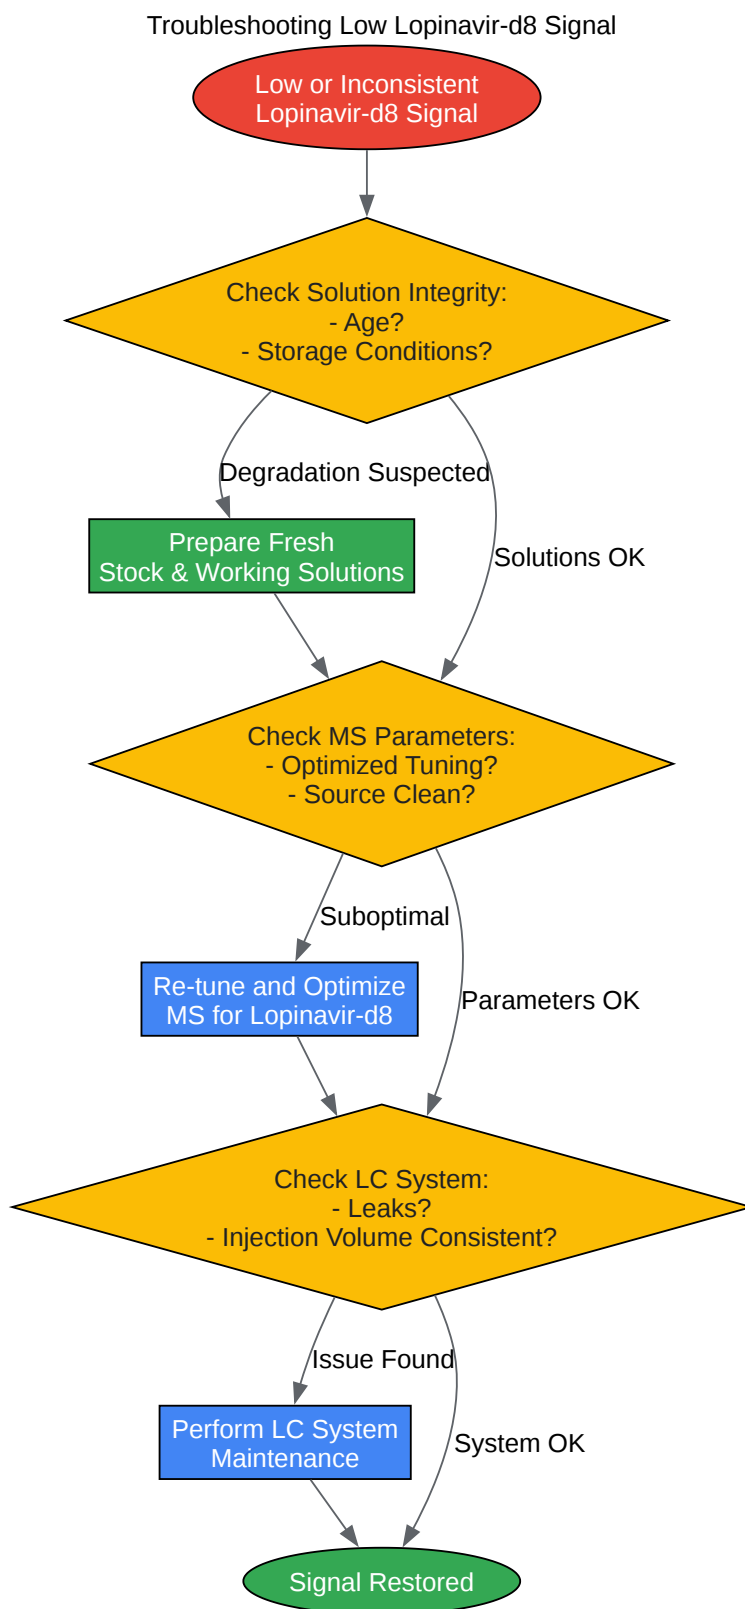 Troubleshooting Low Lopinavir-d8 Signal
Low or Inconsistent
Lopinavir-d8 Signal
Check Solution Integrity:
- Age?
- Storage Conditions?
Degradation Suspected
Prepare Fresh
Stock & Working Solutions
Solutions OK
Check MS Parameters:
- Optimized Tuning?
- Source Clean?
Suboptimal
Re-tune and Optimize
MS for Lopinavir-d8
Parameters OK
Check LC System:
- Leaks?
- Injection Volume Consistent?
Issue Found
Perform LC System
Maintenance
System OK
Signal Restored